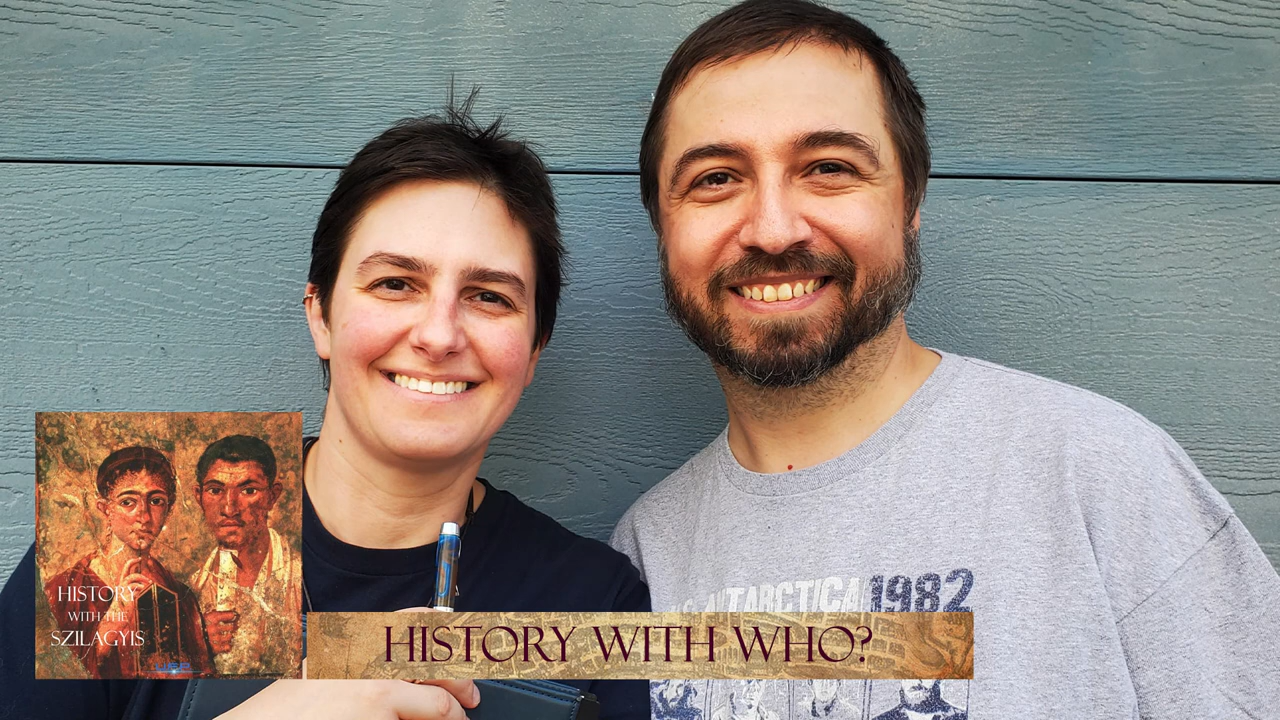 HISTORY
WITH THE
SZILAGYIS
ANTARCTICA 1982
HISTORY WITH WHO?